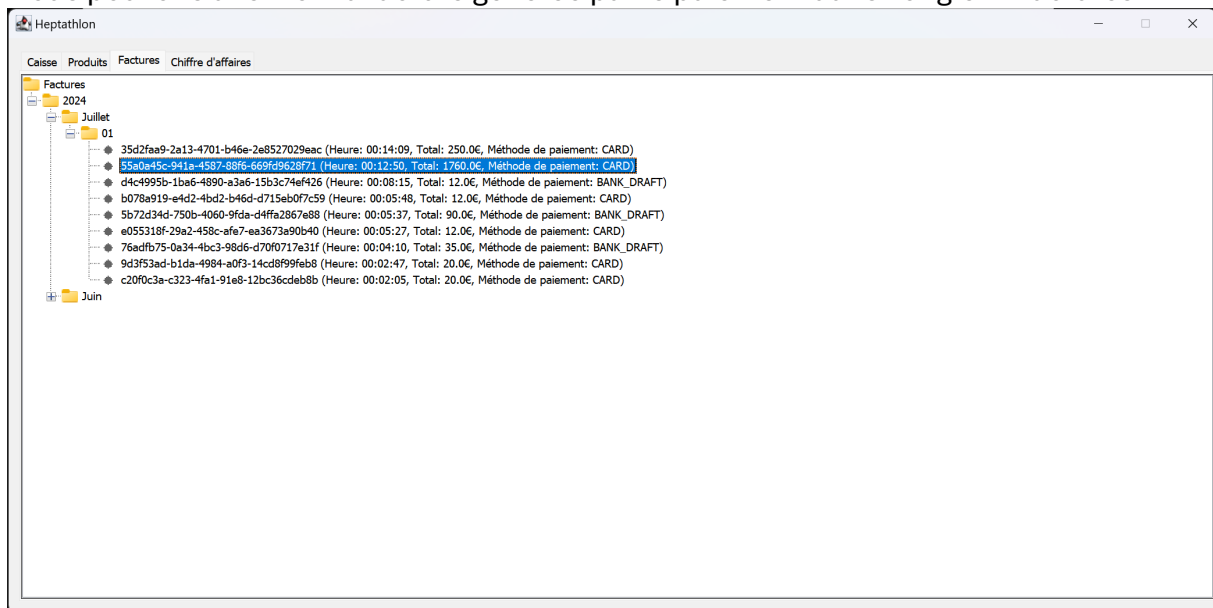 Heptathlon
Caisse Produits Factures Chiffre d'affaires
Factures
2024
Juillet
01
35d2faa9-2a13-4701-b46e-2e8527029eac (Heure: 00:14:09, Total: 250.0€, Méthode de paiement: CARD)
55a0a45c-941a-4587-88f6-669fd9628f71 (Heure: 00:12:50, Total: 1760.0€, Méthode de paiement: CARD)
d4c4995b-1ba6-4890-a3a6-15b3c74ef426 (Heure: 00:08:15, Total: 12.0€, Méthode de paiement: BANK_DRAFT)
b078a919-e4d2-4bd2-b46d-d715eb0f7c59 (Heure: 00:05:48, Total: 12.0€, Méthode de paiement: CARD)
5b72d34d-750b-4060-9fda-d4ffa2867e88 (Heure: 00:05:37, Total: 90.0€, Méthode de paiement: BANK_DRAFT)
e055318f-29a2-458c-afe7-ea3673a90b40 (Heure: 00:05:27, Total: 12.0€, Méthode de paiement: CARD)
76adfb75-0a34-4bc3-98d6-d70f0717e31f (Heure: 00:04:10, Total: 35.0€, Méthode de paiement: BANK_DRAFT)
9d3f53ad-b1da-4984-a0f3-14cd8f99feb8 (Heure: 00:02:47, Total: 20.0€, Méthode de paiement: CARD)
c20f0c3a-c323-4fa1-91e8-12bc36cdeb8b (Heure: 00:02:05, Total: 20.0€, Méthode de paiement: CARD)
Juin